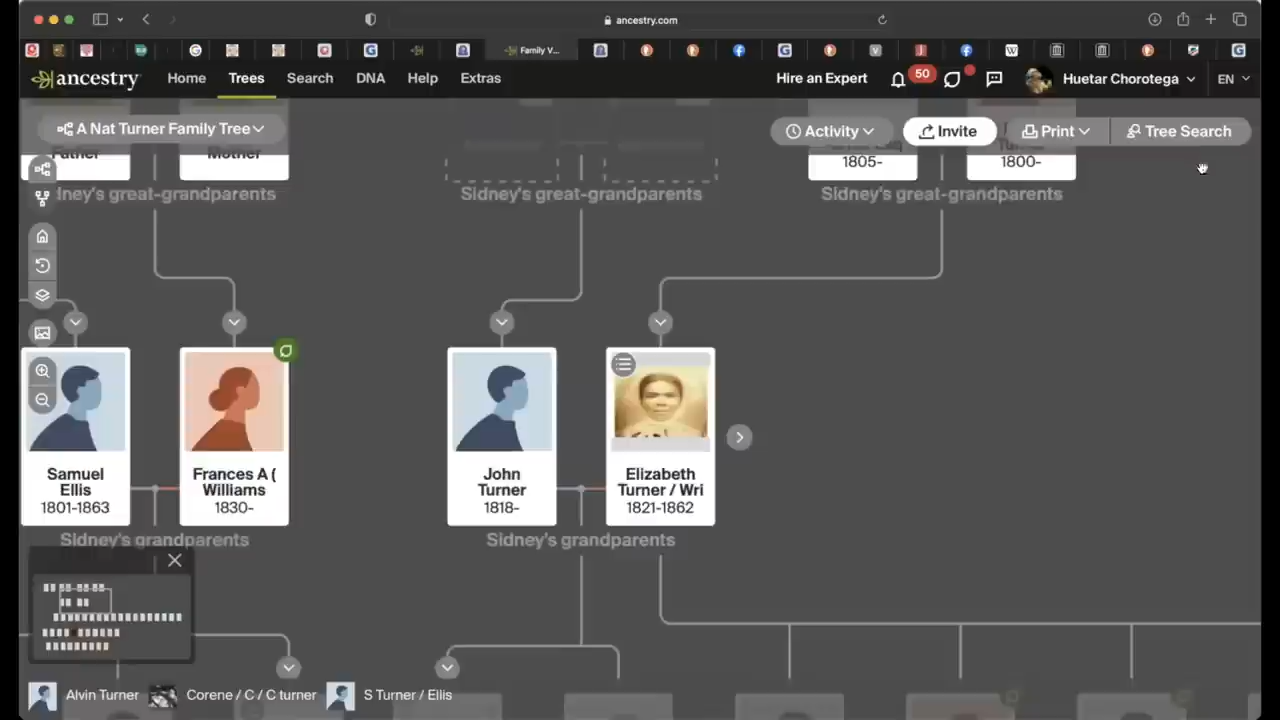 ancestry.com
Family V...
ancestry
Home
Trees
Search
DNA
Help
Extras
Hire an Expert
50
Huetar Chorotega
EN
A Nat Turner Family Tree
Activity
Invite
Print
Tree Search
Father
Mother
1805-
1800-
ney's great-grandparents
Sidney's great-grandparents
Sidney's great-grandparents
Samuel
Ellis
1801-1863
Frances A (
Williams
1830-
John
Turner
1818-
Elizabeth
Turner / Wri
1821-1862
Sidney's grandparents
Sidney's grandparents
Alvin Turner
Corene / C / C turner
S Turner / Ellis